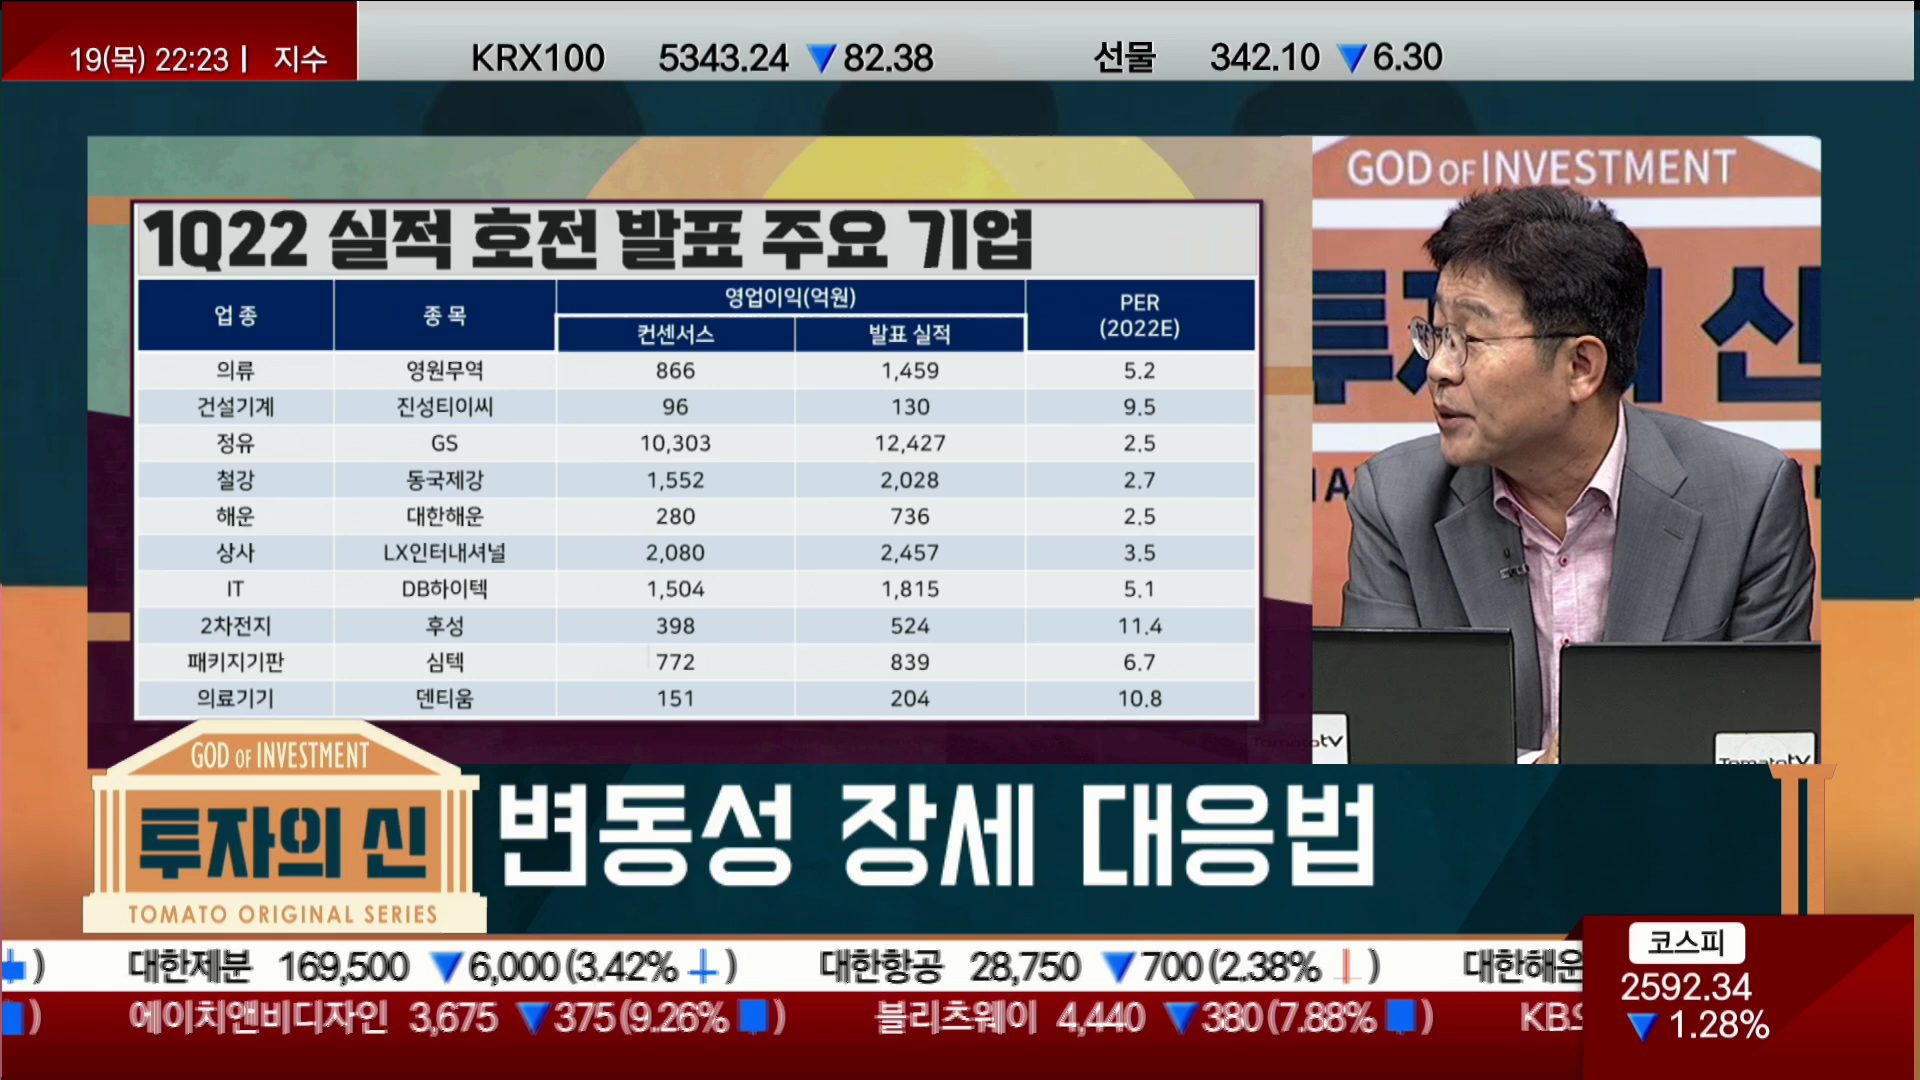 19(목) 22:23 | 지수 KRX100 5343.24 ▼82.38 선물 342.10 ▼6.30
GOD OF INVESTMENT
1Q22 실적 호전 발표 주요 기업
업종 종목 영업이익(억원) PER (2022E)
컨센서스 발표 실적
의류 영원무역 866 1,459 5.2
건설기계 진성티이씨 96 130 9.5
정유 GS 10,303 12,427 2.5
철강 동국제강 1,552 2,028 2.7
해운 대한해운 280 736 2.5
상사 LX인터내셔널 2,080 2,457 3.5
IT DB하이텍 1,504 1,815 5.1
2차전지 후성 398 524 11.4
패키지기판 심텍 772 839 6.7
의료기기 덴티움 151 204 10.8
투자 신
tv
Tomatotv
GOD OF INVESTMENT
투자의 신
TOMATO ORIGINAL SERIES
변동성 장세 대응법
) 대한제분 169,500 ▼6,000(3.42% ) 대한항공 28,750 ▼700(2.38% ) 대한해운
) 에이치앤비디자인 3,675 ▼375(9.26% ) 블리츠웨이 4,440 ▼380(7.88% )
코스피
2592.34
▼ 1.28%